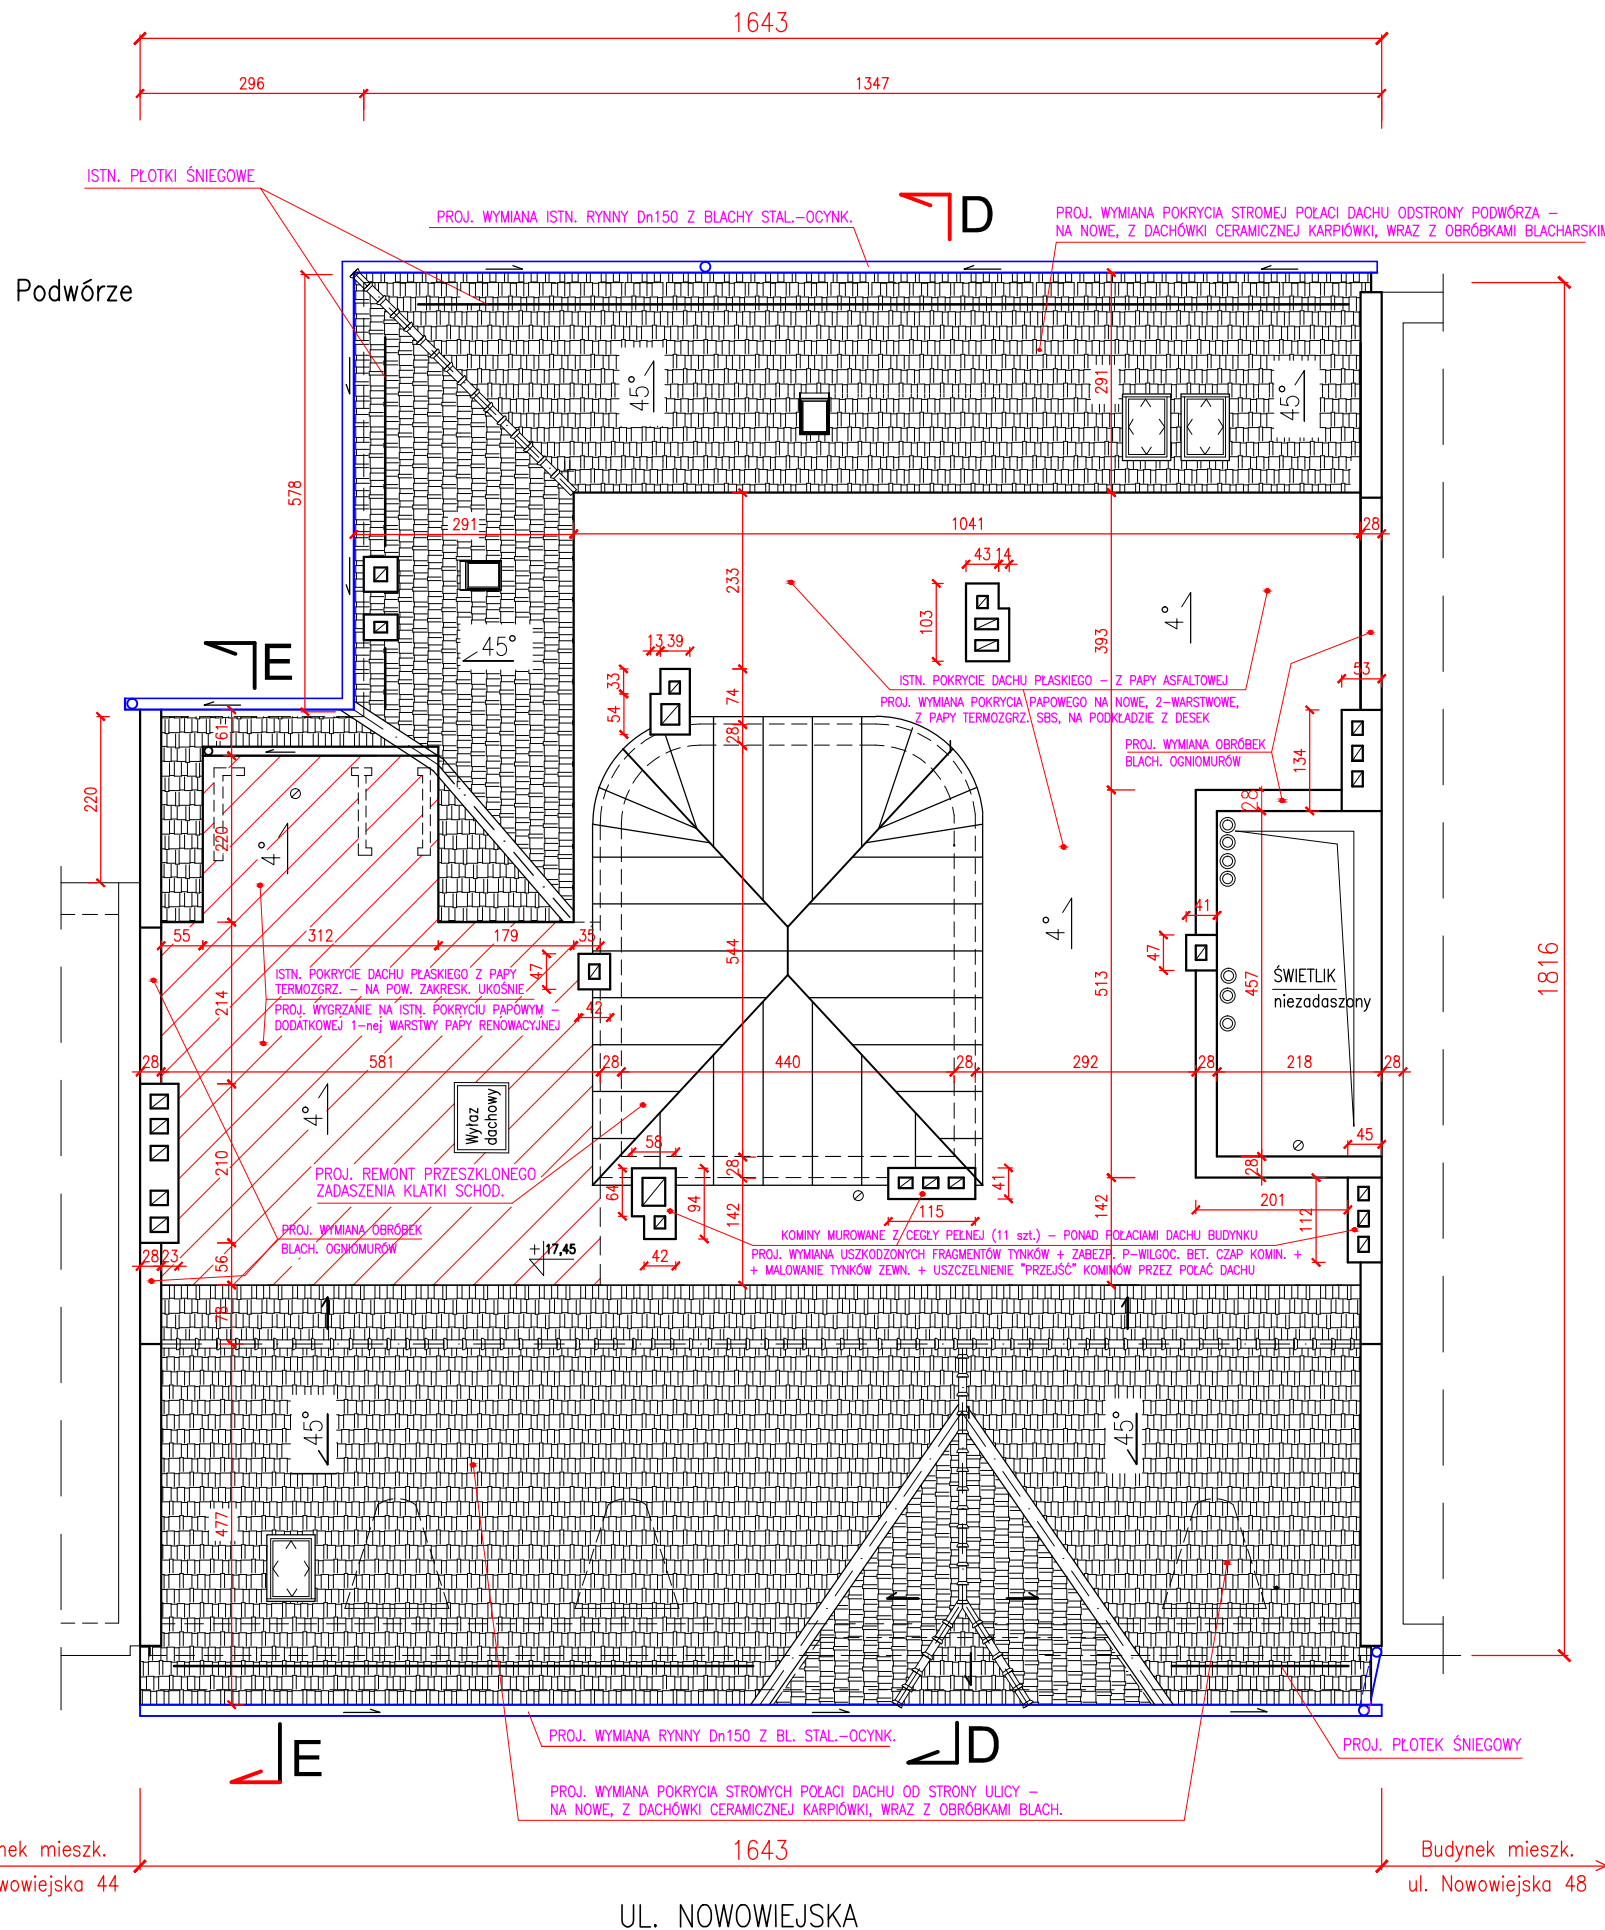 1643
296
1347
ISTN. PŁOTKI ŚNIEGOWE
PROJ. WYMIANA ISTN. RYNNY Dn150 Z BLACHY STAL.-OCYNK.
D
PROJ. WYMIANA POKRYCIA STROMEJ POŁACI DACHU ODSTRONY PODWÓRZA -
NA NOWE, Z DACHÓWKI CERAMICZNEJ KARPIÓWKI, WRAZ Z OBRÓBKAMI BLACHARSKIM
Podwórze
45°
291
45°
578
291
1041
28
233
43
14
103
4°
393
45°
E
13
39
33
54
74
28
ISTN. POKRYCIE DACHU PŁASKIEGO - Z PAPY ASFALTOWEJ
PROJ. WYMIANA POKRYCIA PAPOWEGO NA NOWE, 2-WARSTWOWE,
Z PAPY TERMOZGRZ. SBS, NA PODKŁADZIE Z DESEK
53
PROJ. WYMIANA OBRÓBEK
BLACH. OGNIOMURÓW
134
28
61
220
220
4°
55
312
179
35
47
42
544
4°
513
41
47
457
ŚWIETLIK
niezadaszony
1816
ISTN. POKRYCIE DACHU PŁASKIEGO Z PAPY
TERMOZGRZ. - NA POW. ZAKRESK. UKOŚNIE
PROJ. WYGRZANIE NA ISTN. POKRYCIU PAPOWYM -
DODATKOWEJ 1-nej WARSTWY PAPY RENOWACYJNEJ
214
28
581
28
440
28
292
28
218
28
4°
Wyłaz
dachowy
210
58
28
64
94
142
41
115
42
45
28
142
201
112
PROJ. REMONT PRZESZKLONEGO
ZADASZENIA KLATKI SCHOD.
PROJ. WYMIANA OBRÓBEK
BLACH. OGNIOMURÓW
28
23
56
+17,45
KOMINY MUROWANE Z CEGŁY PEŁNEJ (11 szt.) - PONAD POŁACIAMI DACHU BUDYNKU
PROJ. WYMIANA USZKODZONYCH FRAGMENTÓW TYNKÓW + ZABEZP. P-WILGOC. BET. CZAP KOMIN. +
+ MALOWANIE TYNKÓW ZEWN. + USZCZELNIENIE "PRZEJŚĆ" KOMINÓW PRZEZ POŁAĆ DACHU
78
45°
45°
477
E
PROJ. WYMIANA RYNNY Dn150 Z BL. STAL.-OCYNK.
D
PROJ. PŁOTEK ŚNIEGOWY
PROJ. WYMIANA POKRYCIA STROMYCH POŁACI DACHU OD STRONY ULICY -
NA NOWE, Z DACHÓWKI CERAMICZNEJ KARPIÓWKI, WRAZ Z OBRÓBKAMI BLACH.
nek mieszk.
wowiejska 44
1643
Budynek mieszk.
ul. Nowowiejska 48
UL. NOWOWIEJSKA